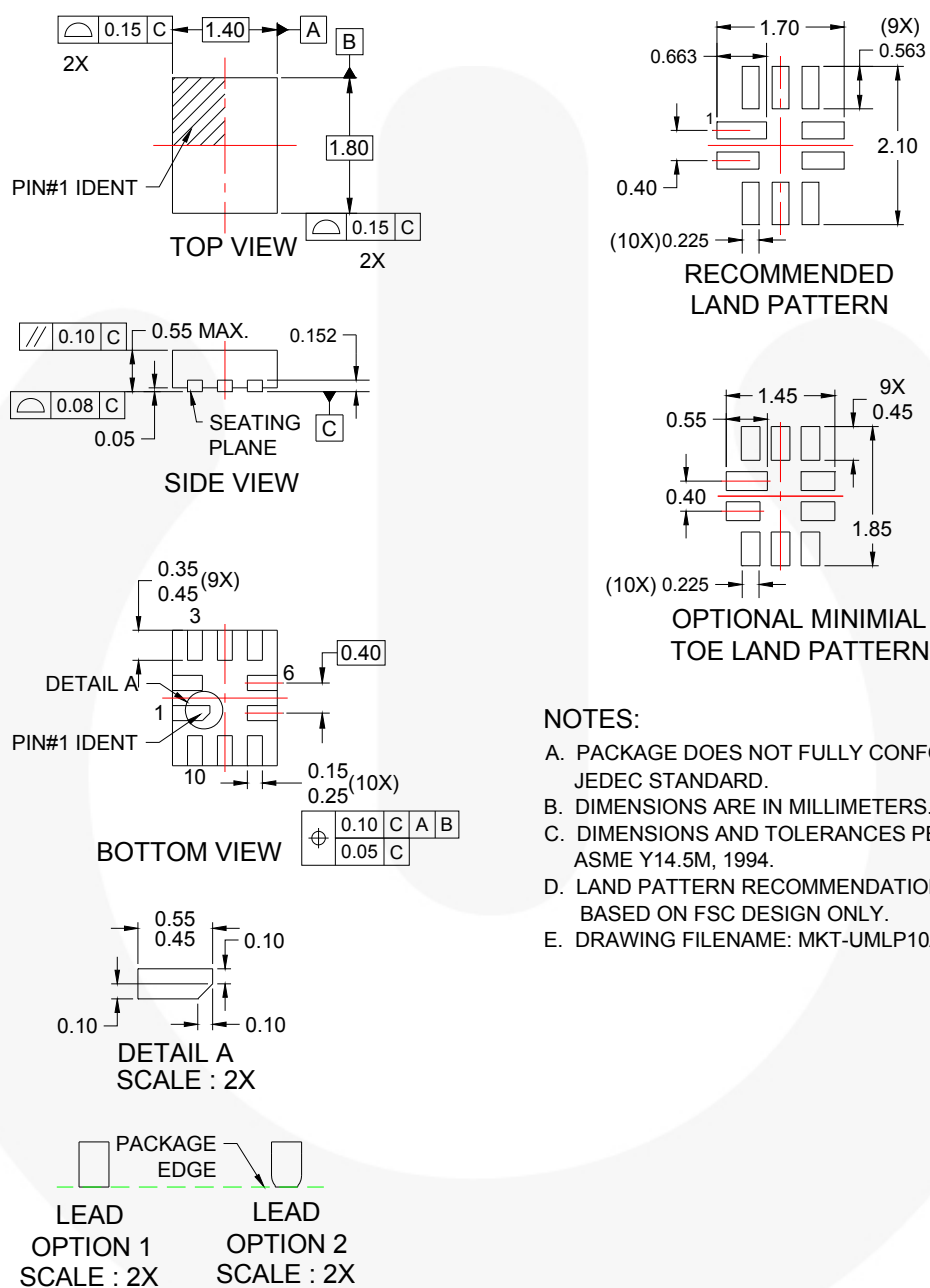 0.15 C
2X
1.40
A
B
1.80
PIN#1 IDENT
0.15 C
2X
TOP VIEW
1.70
(9X)
0.563
0.663
1
2.10
0.40
(10X) 0.225
RECOMMENDED
LAND PATTERN
// 0.10 C
0.55 MAX.
0.152
0.08 C
0.05
SEATING
PLANE
C
SIDE VIEW
1.45
9X
0.45
0.55
0.40
1.85
(10X) 0.225
OPTIONAL MINIMIAL
TOE LAND PATTERN
0.35
0.45 (9X)
3
0.40
DETAIL A
6
1
PIN#1 IDENT
10
0.15
0.25 (10X)
0.10 C A B
0.05 C
BOTTOM VIEW
NOTES:
A. PACKAGE DOES NOT FULLY
JEDEC STANDARD.
B. DIMENSIONS ARE IN MILLIMETERS.
C. DIMENSIONS AND TOLERANCES
ASME Y14.5M, 1994.
D. LAND PATTERN
BASED ON FSC DESIGN ONLY.
E. DRAWING FILENAME: MKT-UMLP10
0.55
0.45
0.10
0.10
0.10
DETAIL A
SCALE : 2X
PACKAGE
EDGE
LEAD
OPTION 1
SCALE : 2X
LEAD
OPTION 2
SCALE : 2X